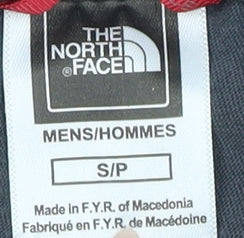 THE
NORTH
FACE
®
MENS/HOMMES
S/P
Made in F.Y.R. of Macedonia
Fabriqué en F.Y.R. de Macédoine